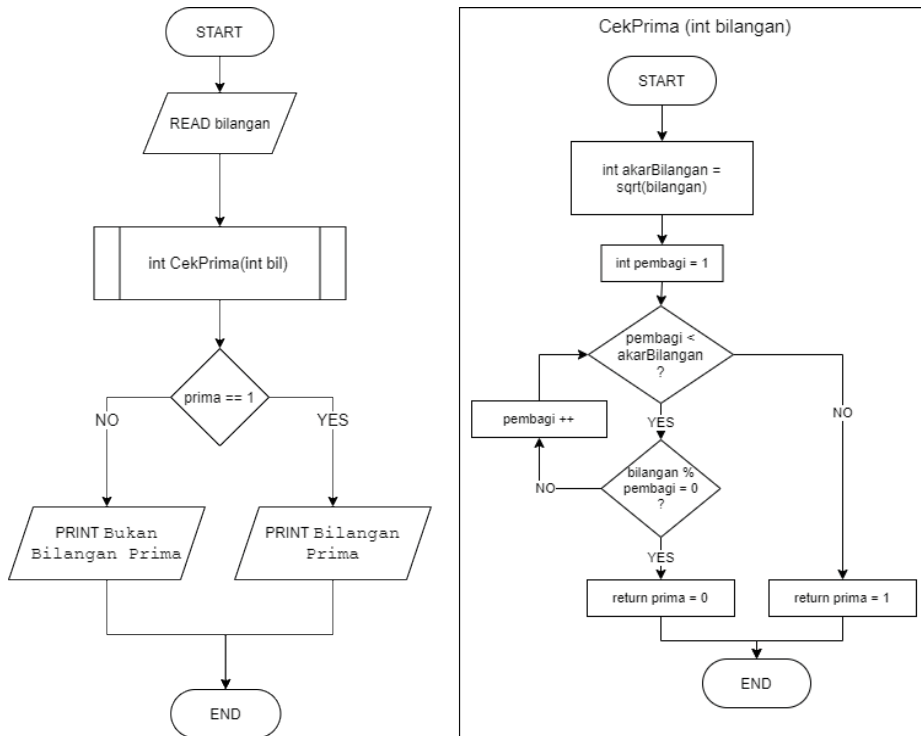 START
READ bilangan
int CekPrima(int bil)
prima == 1
NO
YES
PRINT Bukan
Bilangan Prima
PRINT Bilangan
Prima
END
CekPrima (int bilangan)
START
int akarBilangan =
sqrt(bilangan)
int pembagi = 1
pembagi <
akarBilangan
?
pembagi ++
YES
NO
bilangan %
pembagi = 0
?
NO
YES
return prima = 0
return prima = 1
END